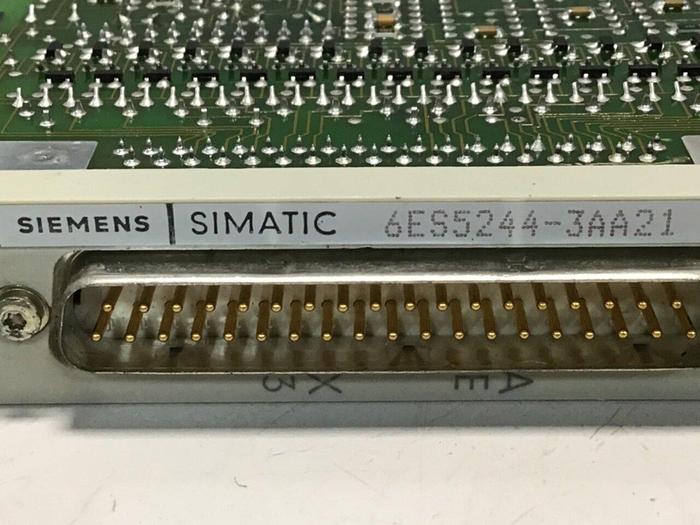 SIEMENS SIMATIC 6ES5244-3AA21
X3 AE